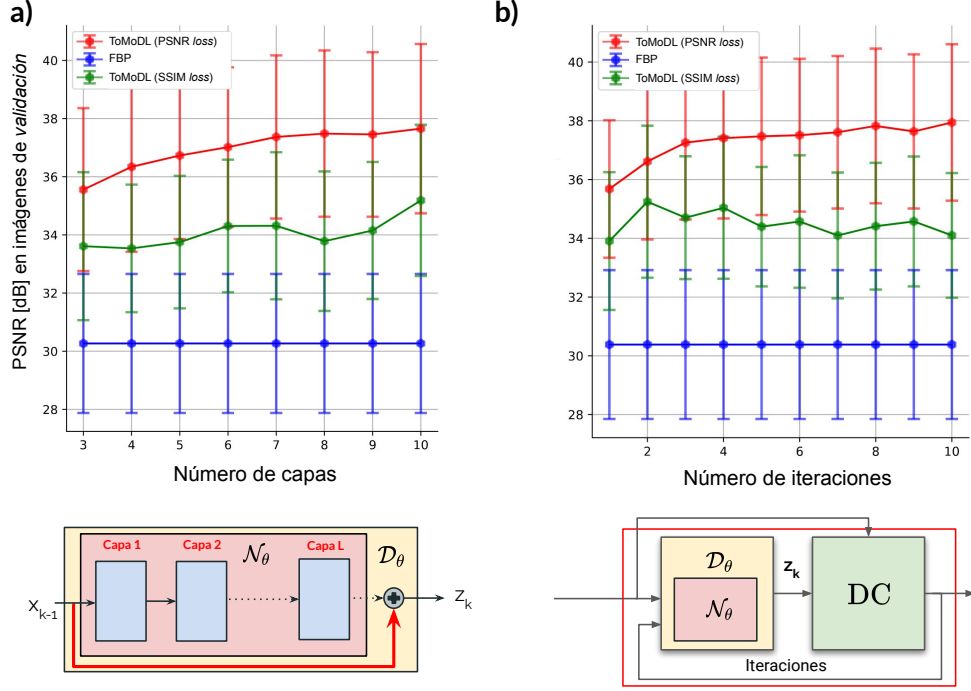 a)
ToMoDL (PSNR loss)
FBP
ToMoDL (SSIM loss)
PSNR [dB] en imágenes de validación
40
38
36
34
32
30
28
3 4 5 6 7 8 9 10
Número de capas
b)
ToMoDL (PSNR loss)
FBP
ToMoDL (SSIM loss)
40
38
36
34
32
30
28
2 4 6 8 10
Número de iteraciones
Capa 1 Capa 2 𝒩θ Capa L 𝒟θ
X k-1
Z k
𝒟θ
𝒩θ
Z k
DC
Iteraciones